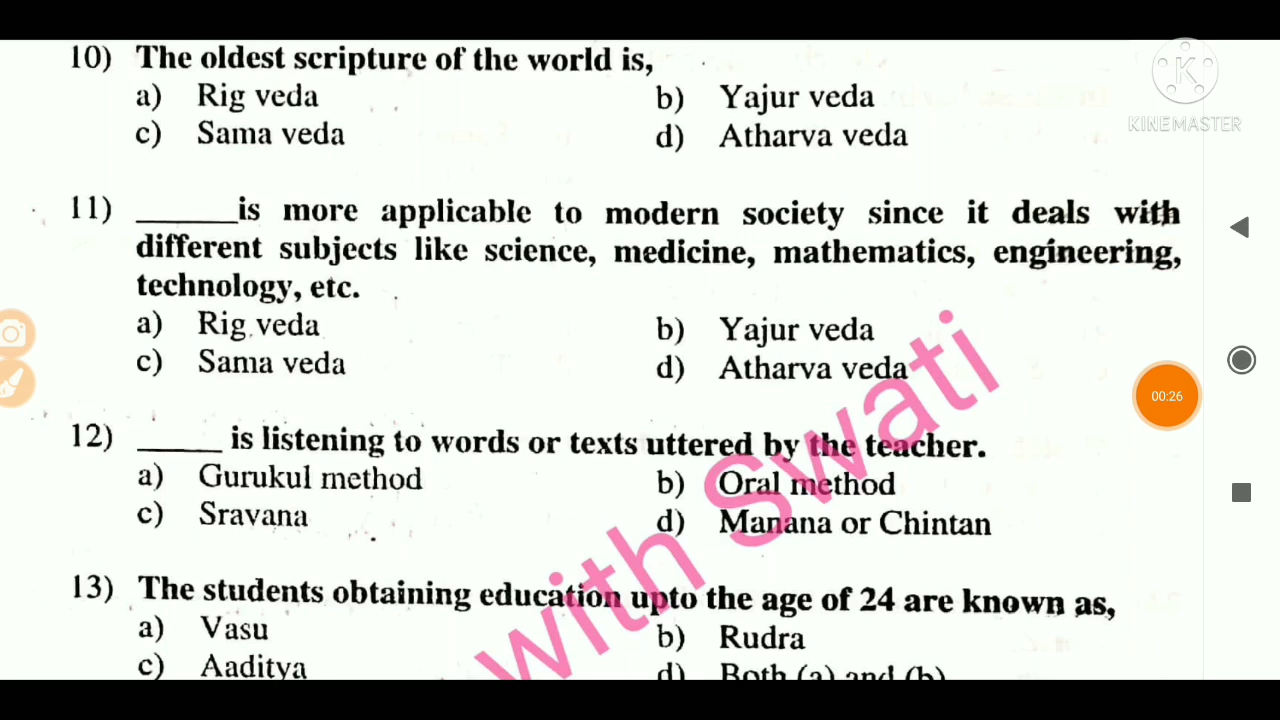 10) The oldest scripture of the world is,
a) Rig veda b) Yajur veda
c) Sama veda d) Atharva veda
KINEMASTER
11) ______is more applicable to modern society since it deals with
different subjects like science, medicine, mathematics, engineering,
technology, etc.
a) Rig veda b) Yajur veda
c) Sama veda d) Atharva veda
00:26
12) _____ is listening to words or texts uttered by the teacher.
a) Gurukul method b) Oral method
c) Sravana d) Manana or Chintan
with Swati
13) The students obtaining education upto the age of 24 are known as,
a) Vasu b) Rudra
c) Aaditya d) Both (a) and (b)